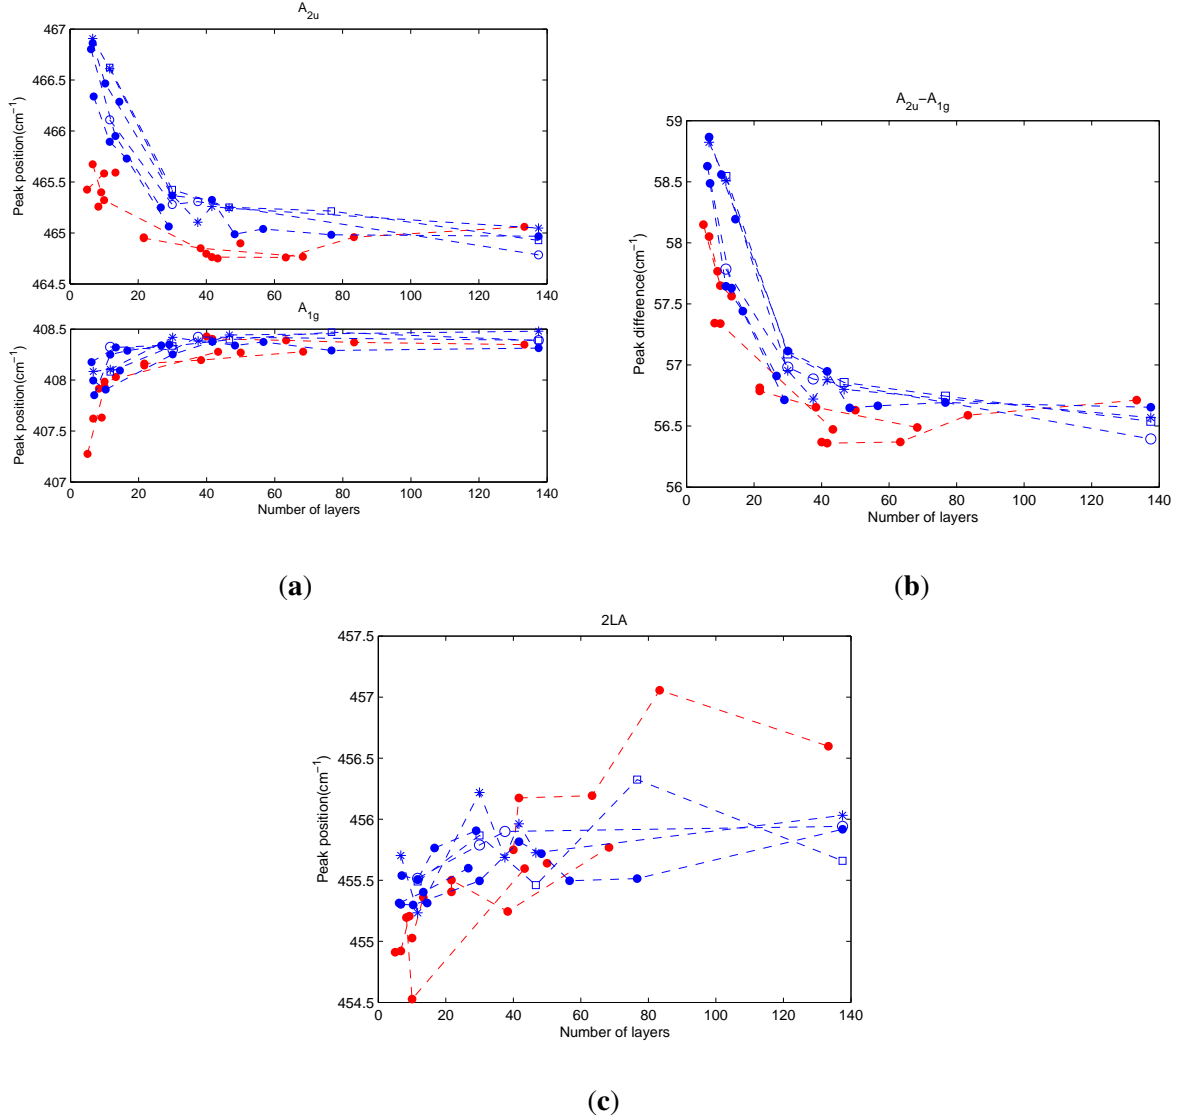 A2u
467
466.5
466
465.5
465
464.5
Peak position(cm−1)
0 20 40 60 80 100 120 140
A1g
408.5
408
407.5
407
Peak position(cm−1)
0 20 40 60 80 100 120 140
Number of layers
(a)
A2u−A1g
59
58.5
58
57.5
57
56.5
56
Peak difference(cm−1)
0 20 40 60 80 100 120 140
Number of layers
(b)
2LA
457.5
457
456.5
456
455.5
455
454.5
Peak position(cm−1)
0 20 40 60 80 100 120 140
Number of layers
(c)